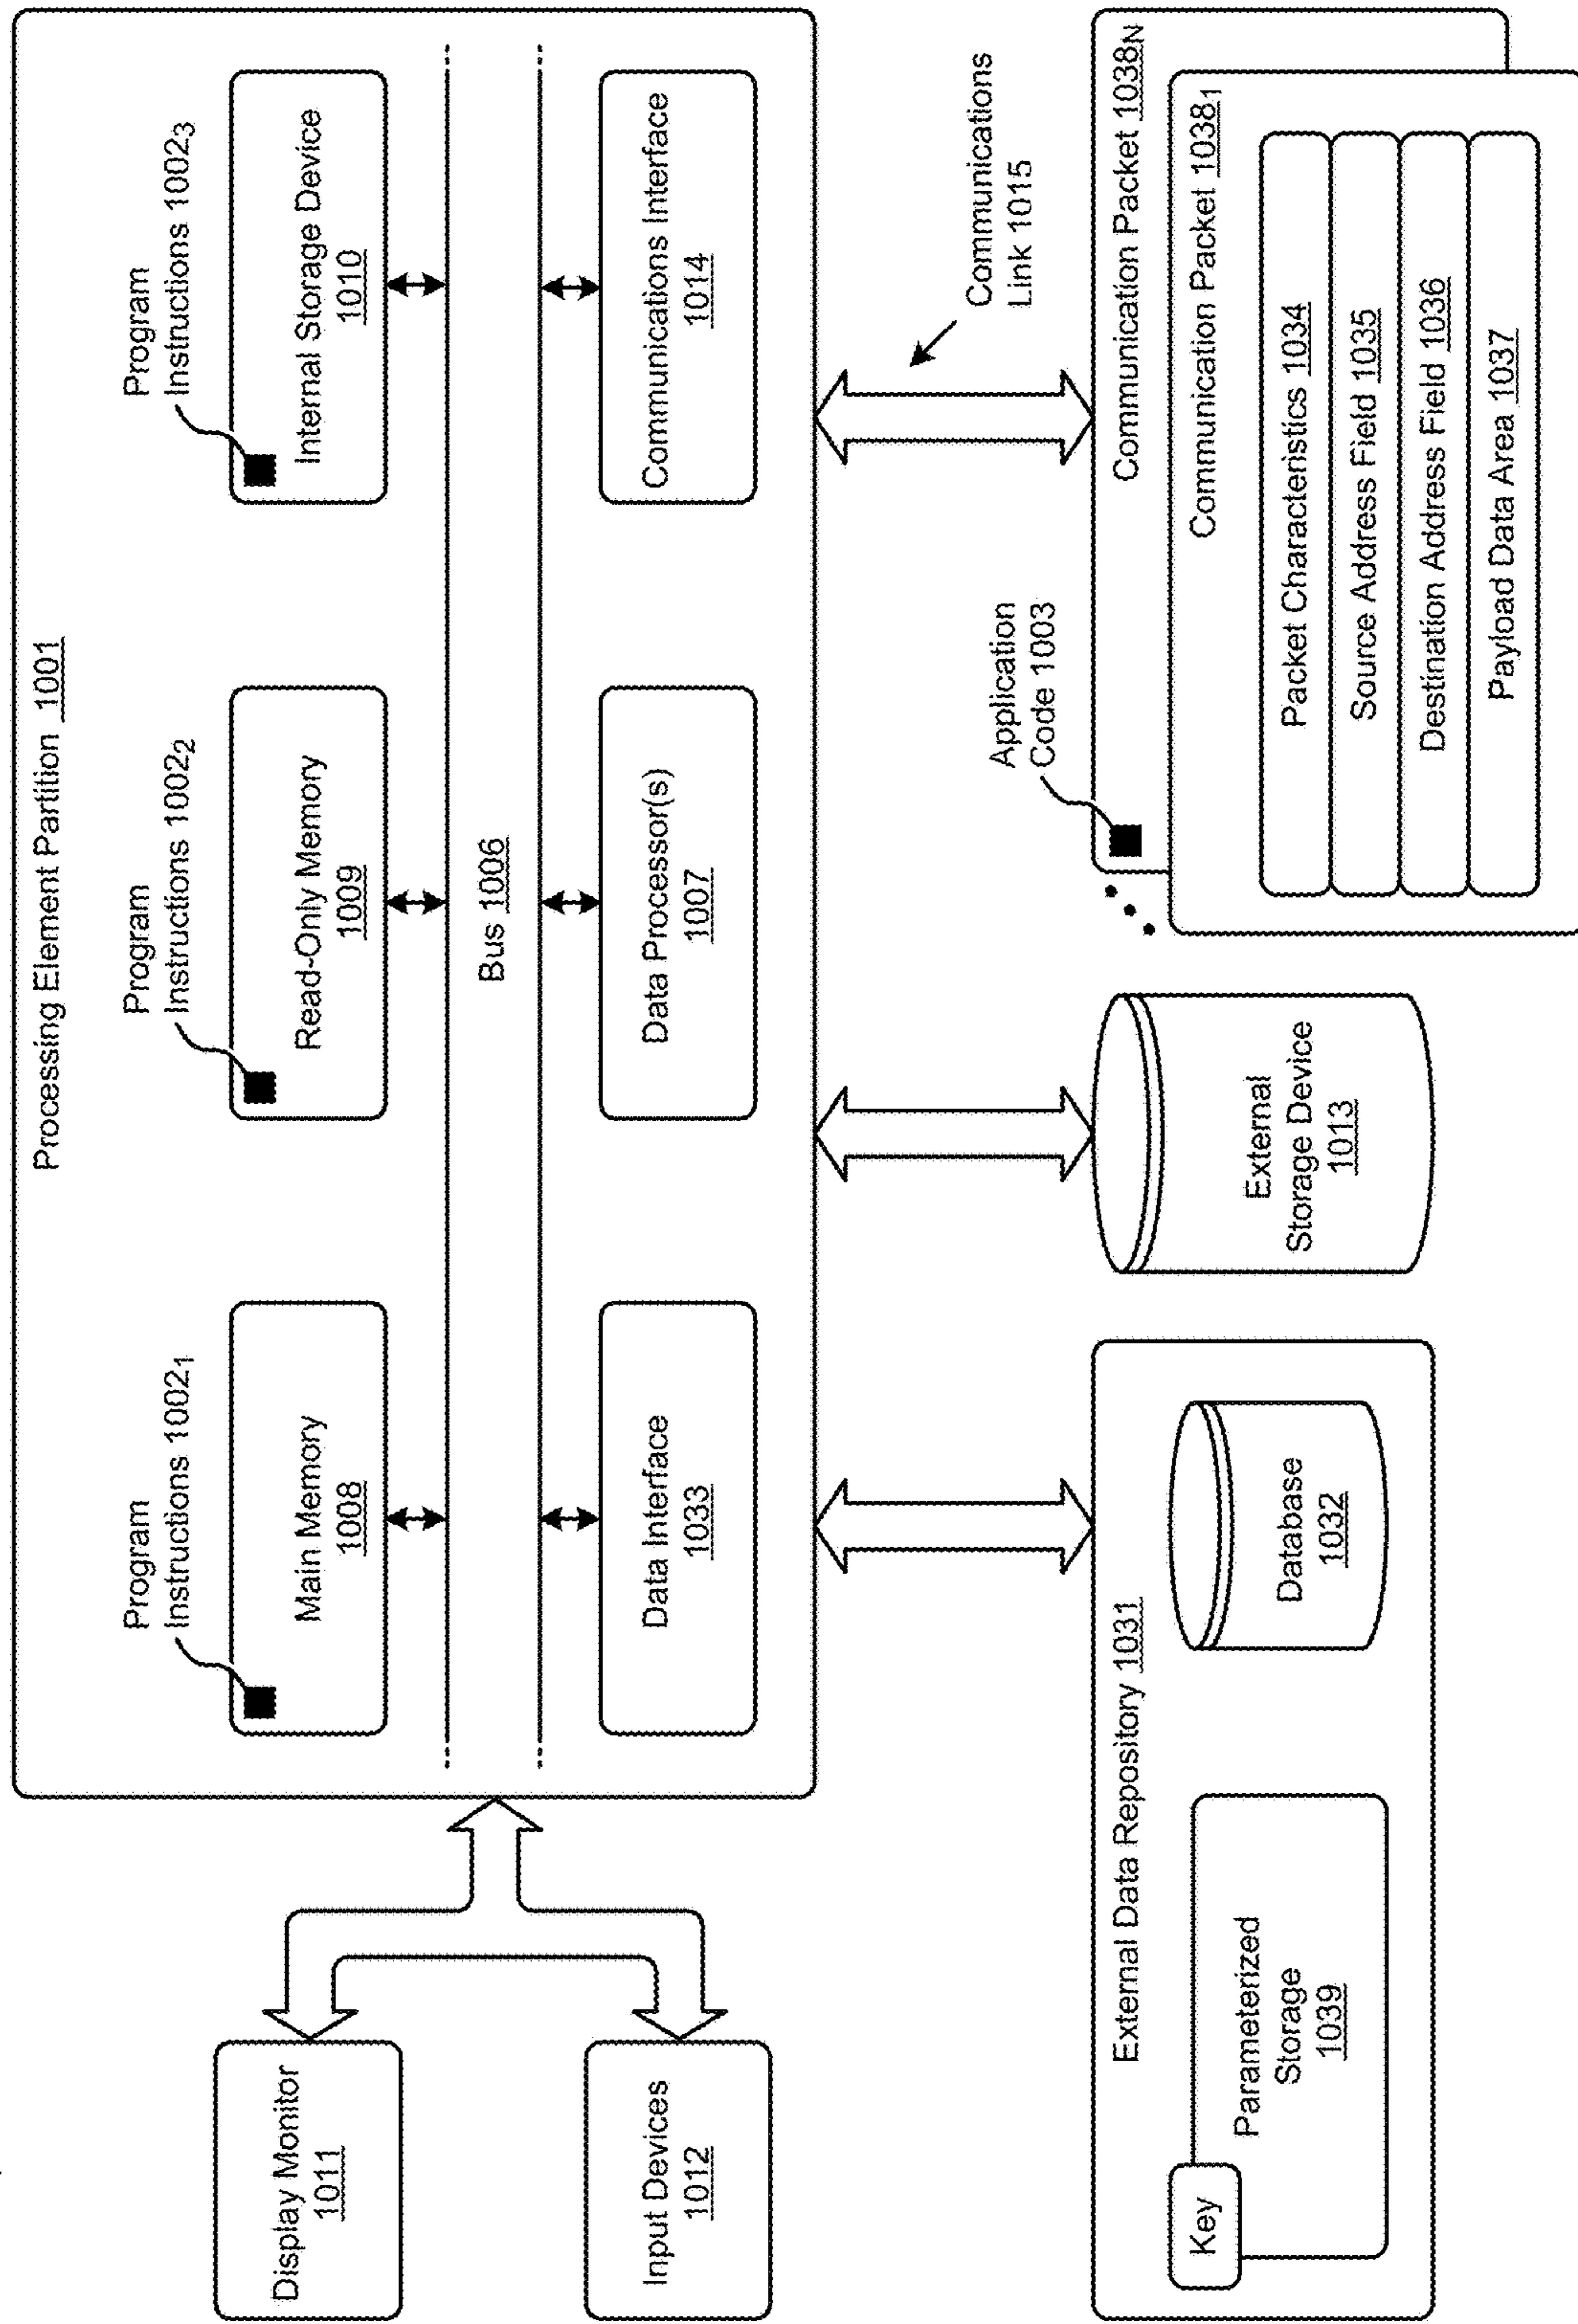 Processing Element Partition 1001
Program
Instructions 1002₁
Program
Instructions 1002₂
Program
Instructions 1002₃
Display Monitor
1011
Main Memory
1008
Read-Only Memory
1009
Internal Storage Device
1010
Bus 1006
Input Devices
1012
Data Interface
1033
Data Processor(s)
1007
Communications Interface
1014
Communications
Link 1015
External Data Repository 1031
Key
Parameterized
Storage
1039
Database
1032
External
Storage Device
1013
Application
Code 1003
Communication Packet 1038N
Communication Packet 1038₁
Packet Characteristics 1034
Source Address Field 1035
Destination Address Field 1036
Payload Data Area 1037